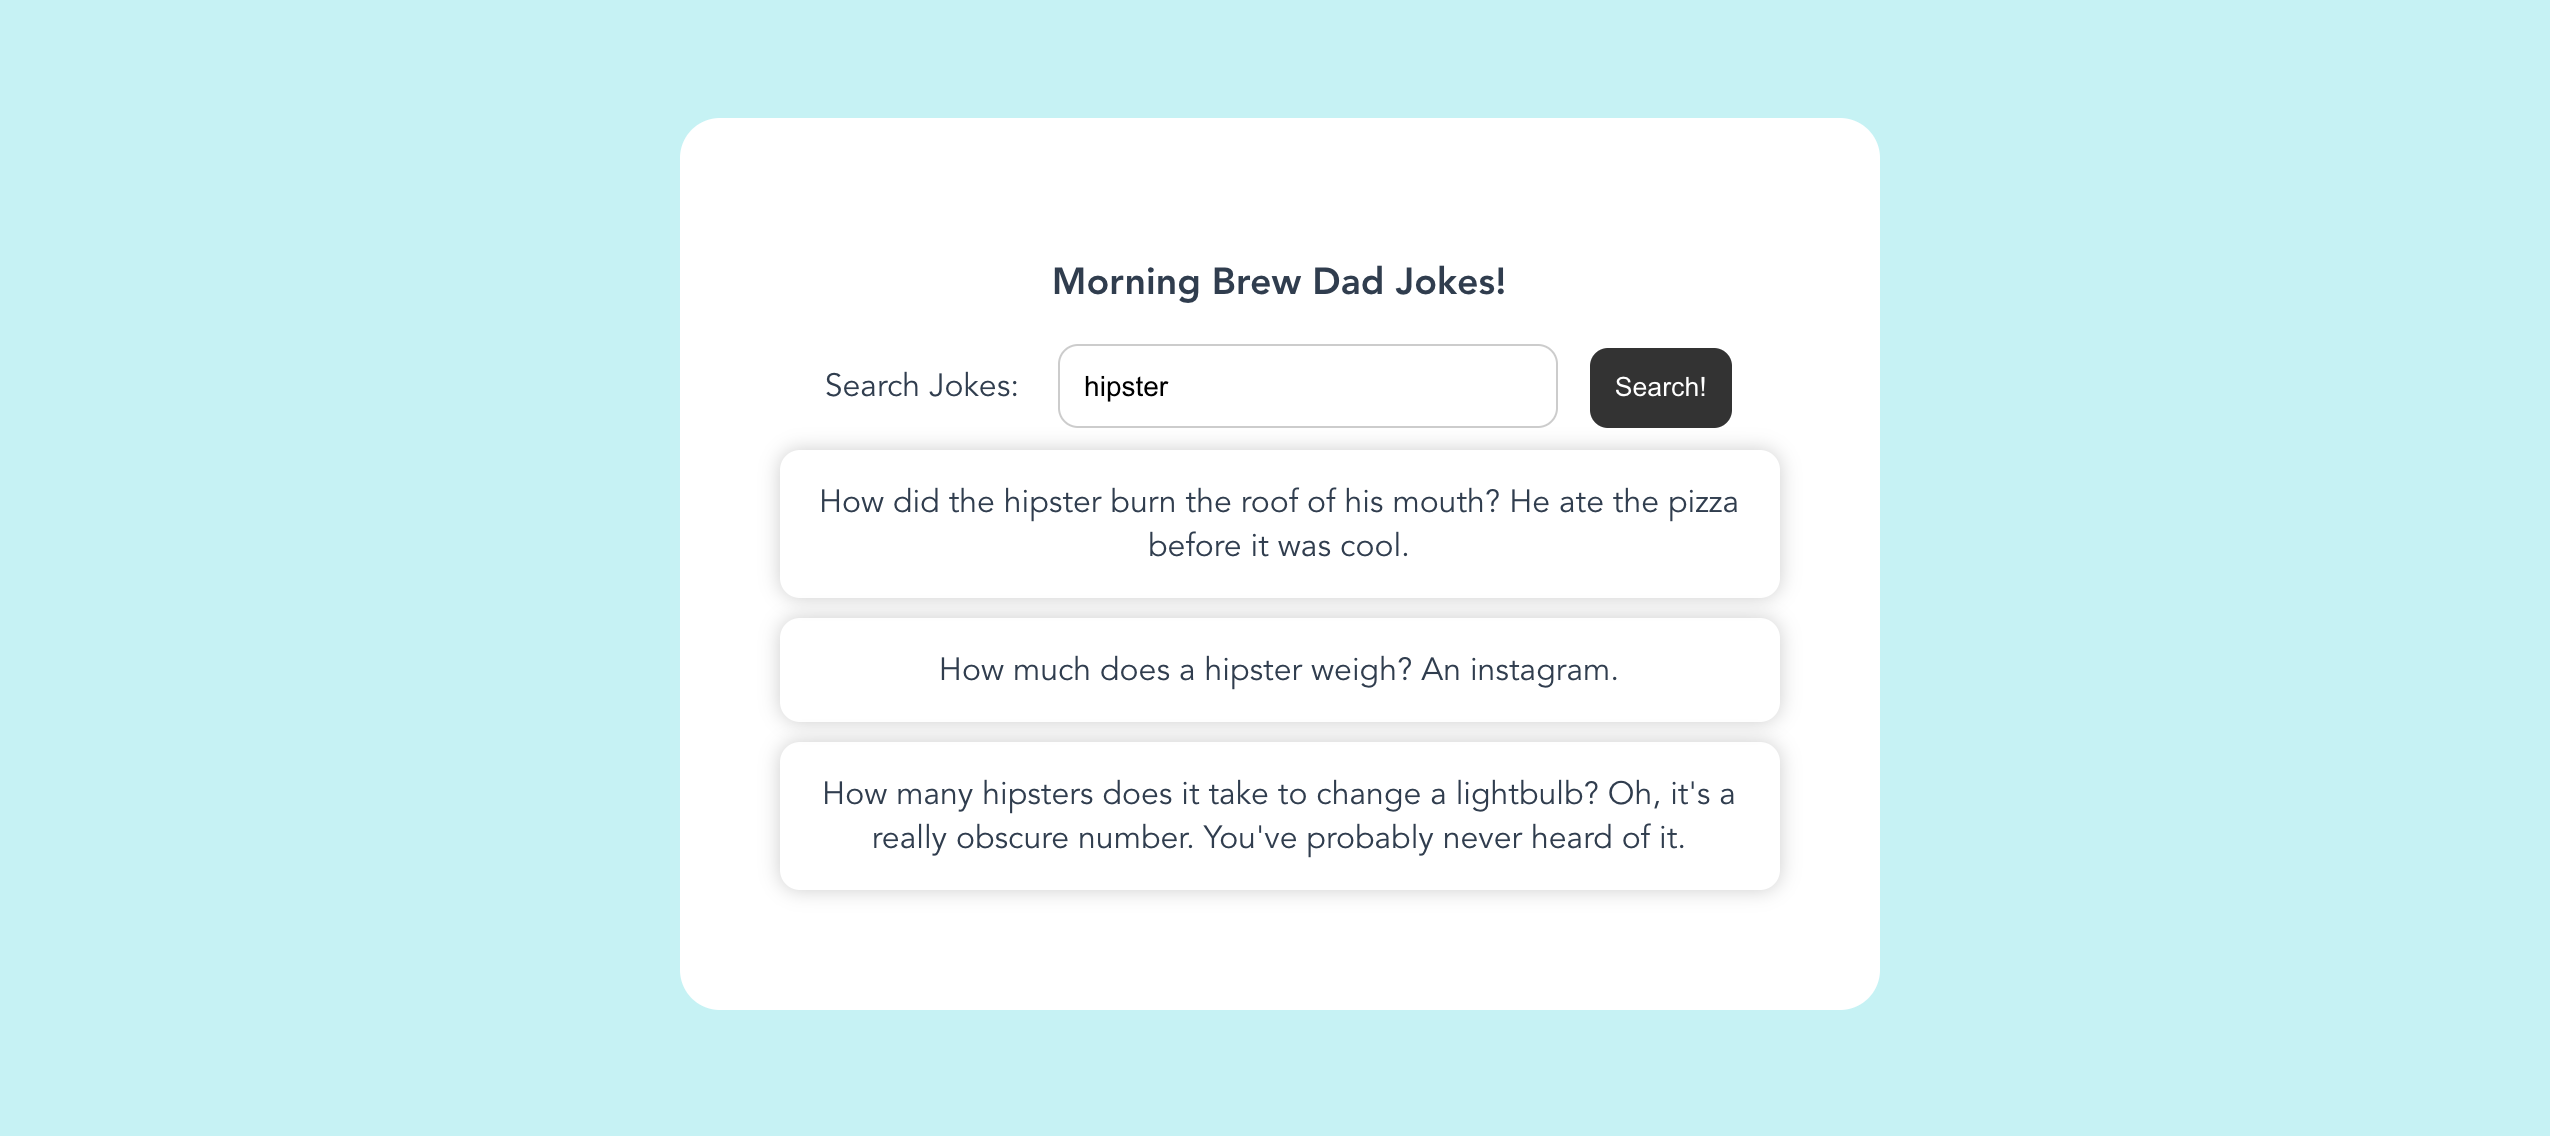 Morning Brew Dad Jokes!
Search Jokes:
hipster
Search!
How did the hipster burn the roof of his mouth? He ate the pizza
before it was cool.
How much does a hipster weigh? An instagram.
How many hipsters does it take to change a lightbulb? Oh, it's a
really obscure number. You've probably never heard of it.